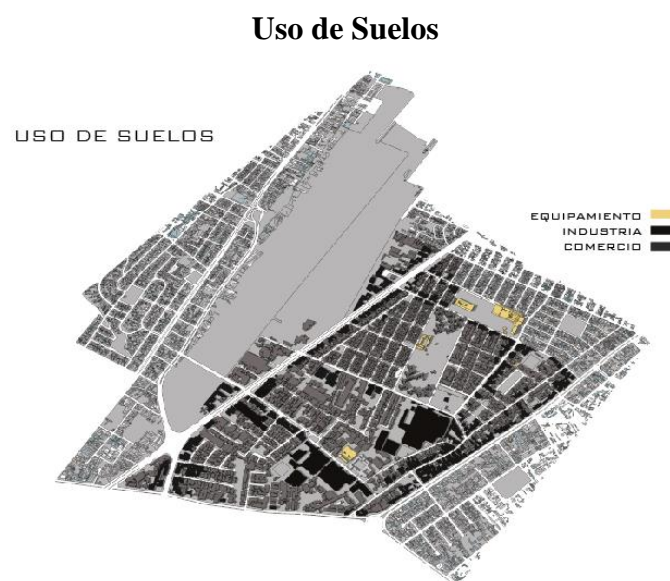 Uso de Suelos
USO DE SUELOS
EQUIPAMIENTO
INDUSTRIA
COMERCIO